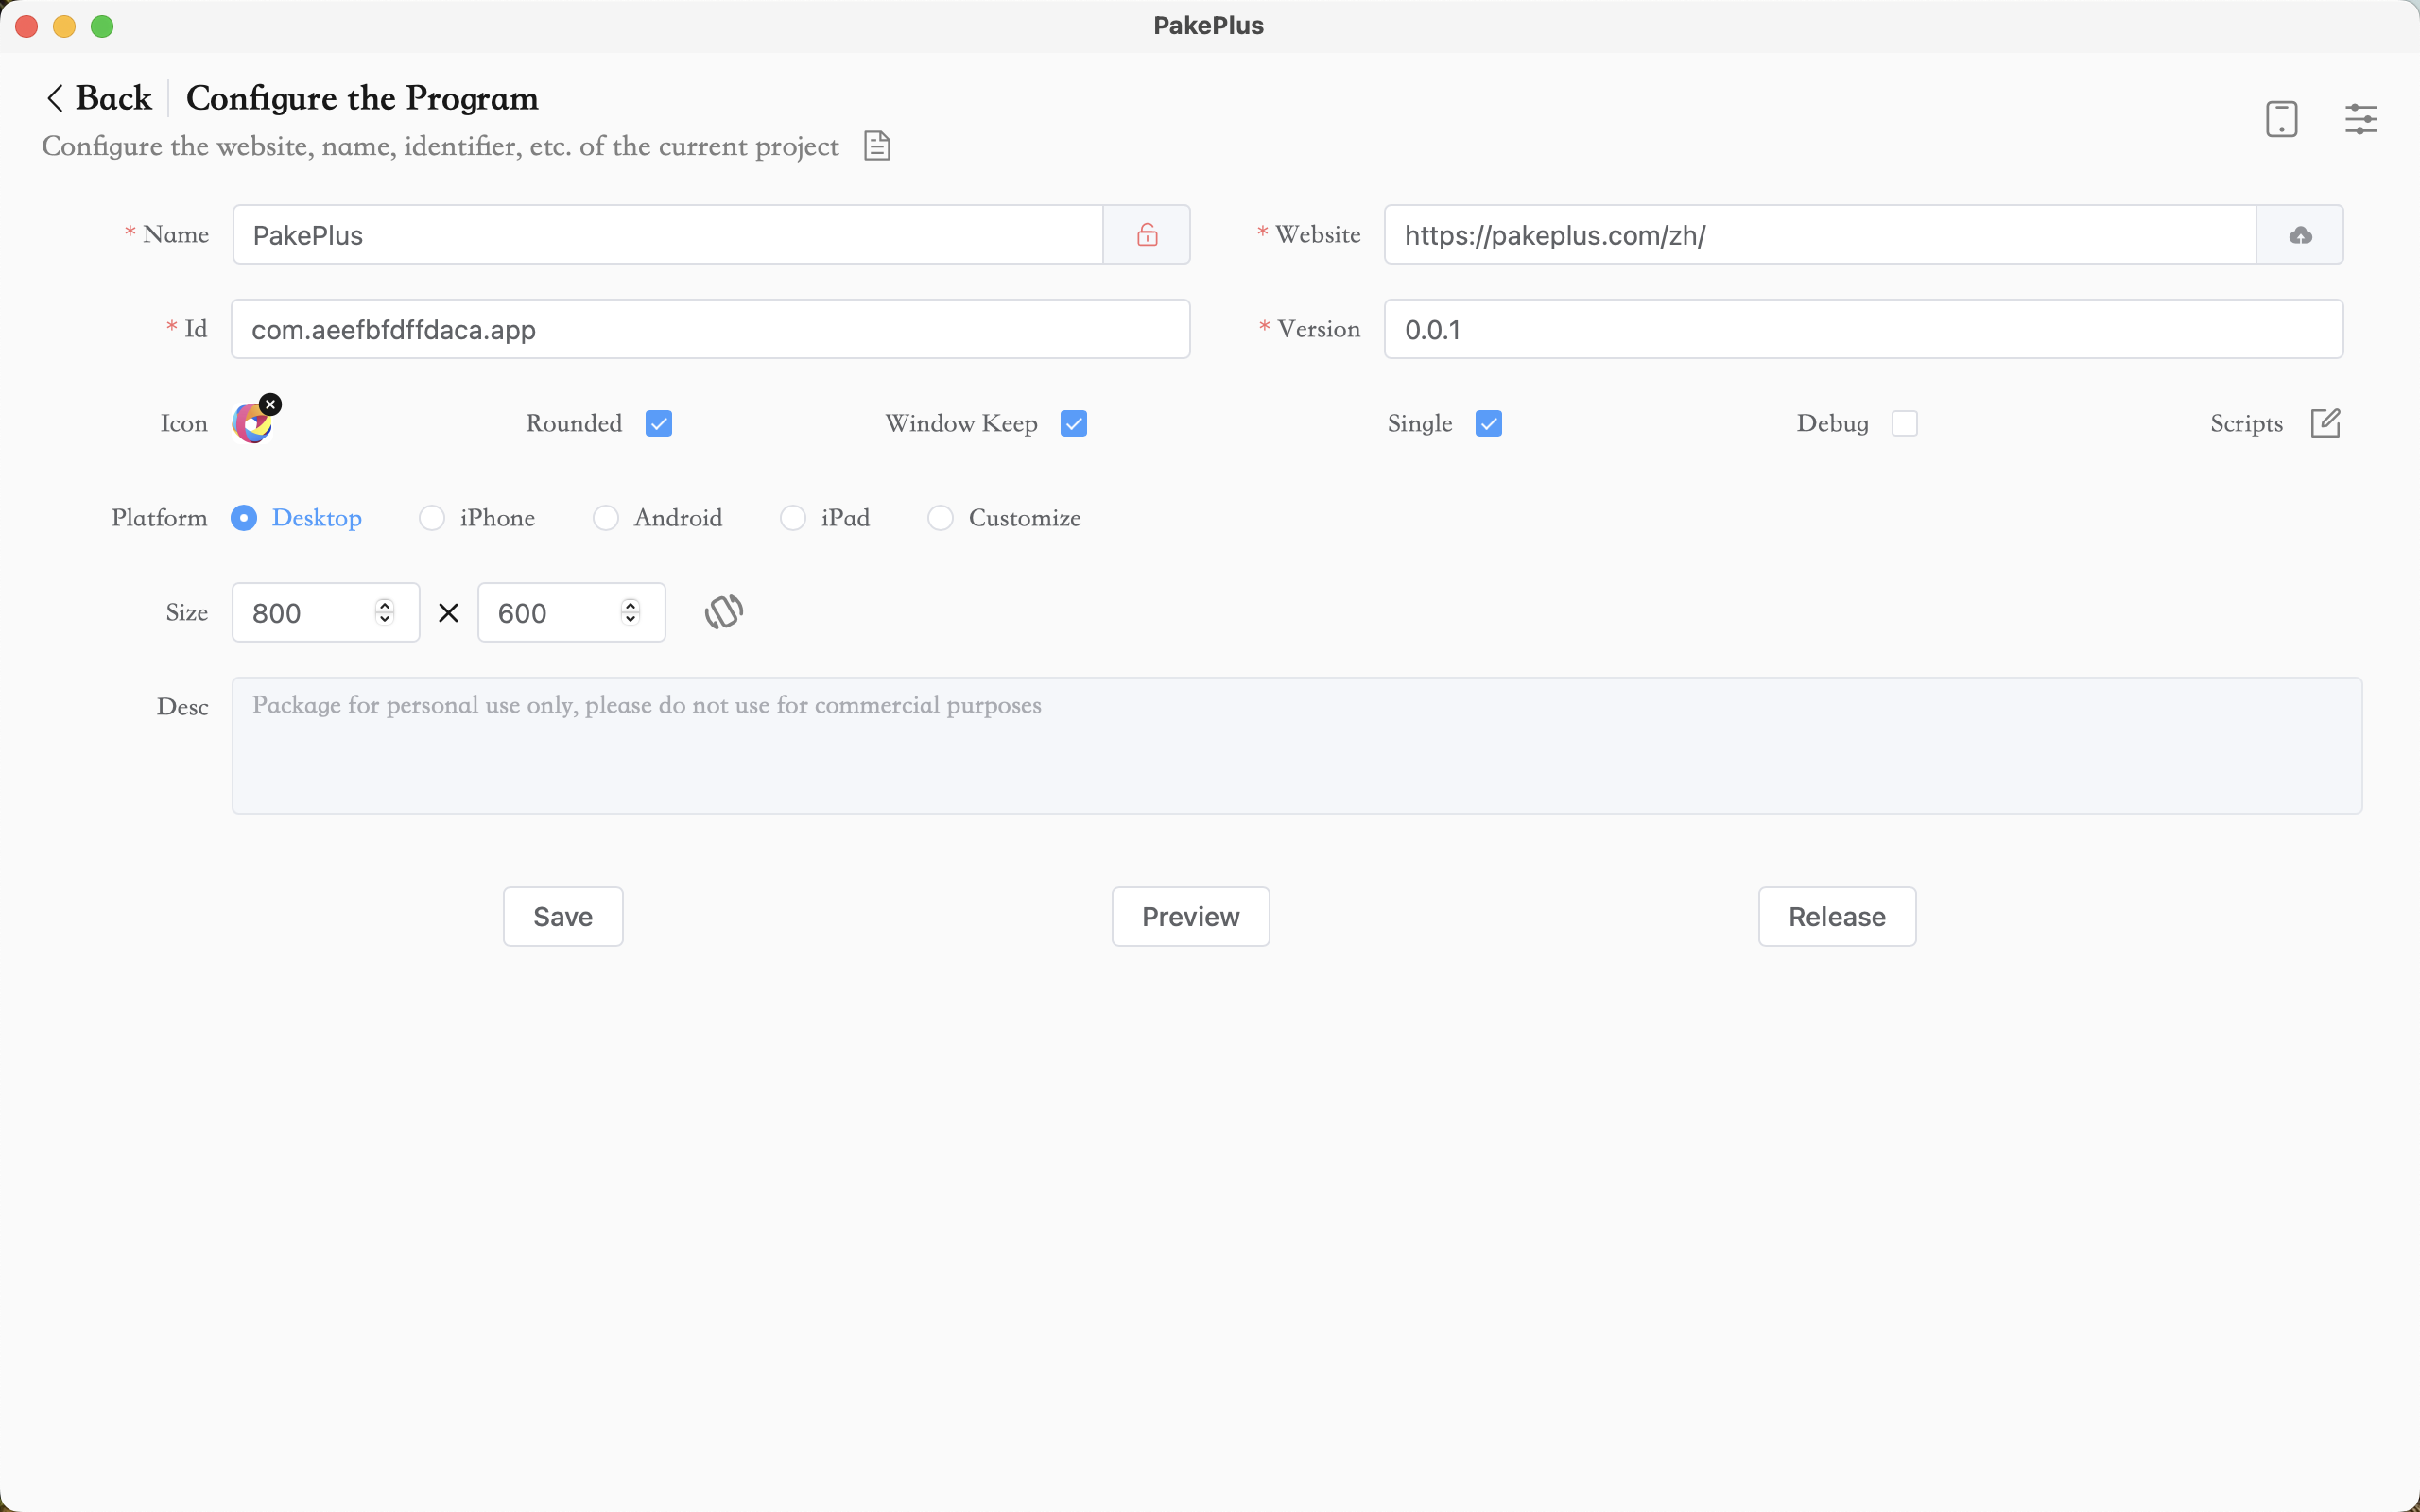 PakePlus
Back
Configure the Program
Configure the website, name, identifier, etc. of the current project
* Name
PakePlus
* Website
https://pakeplus.com/zh/
* Id
com.aeefbfdffdaca.app
* Version
0.0.1
Icon
Rounded
Window Keep
Single
Debug
Scripts
Platform
Desktop
iPhone
Android
iPad
Customize
Size
800
600
Desc
Package for personal use only, please do not use for commercial purposes
Save
Preview
Release